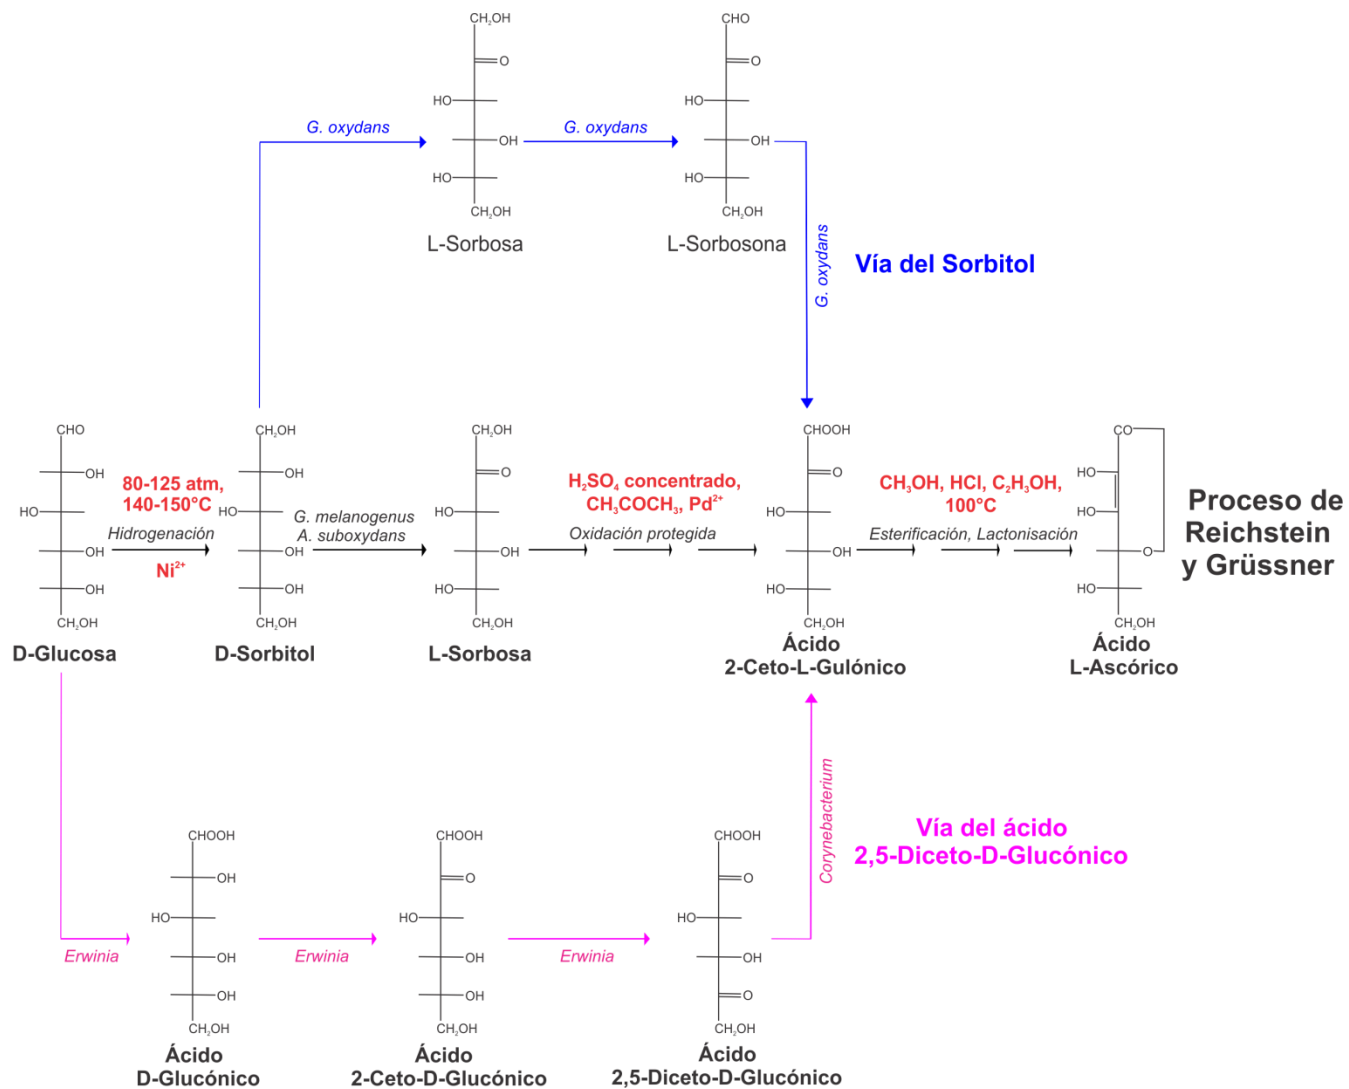 CH₂OH
O
HO
OH
HO
CH₂OH
L-Sorbosa
CHO
O
HO
OH
HO
CH₂OH
L-Sorbosona
G. oxydans
G. oxydans
G. oxydans
Vía del Sorbitol
CHO
OH
HO
OH
OH
CH₂OH
D-Glucosa
80-125 atm,
140-150°C
Hidrogenación
Ni²⁺
CH₂OH
OH
HO
OH
OH
CH₂OH
D-Sorbitol
G. melanogenus
A. suboxydans
CH₂OH
O
HO
OH
HO
CH₂OH
L-Sorbosa
H₂SO₄ concentrado,
CH₃COCH₃, Pd²⁺
Oxidación protegida
CHOOH
O
HO
OH
HO
CH₂OH
Ácido
2-Ceto-L-Gulónico
CH₃OH, HCl, C₂H₃OH,
100°C
Esterificación, Lactonisación
CO
HO
HO
O
HO
CH₂OH
Ácido
L-Ascórico
Proceso de
Reichstein
y Grüssner
Erwinia
CHOOH
OH
HO
OH
OH
CH₂OH
Ácido
D-Glucónico
Erwinia
CHOOH
O
HO
OH
OH
CH₂OH
Ácido
2-Ceto-D-Glucónico
Erwinia
CHOOH
O
HO
OH
O
CH₂OH
Ácido
2,5-Diceto-D-Glucónico
Corynebacterium
Vía del ácido
2,5-Diceto-D-Glucónico